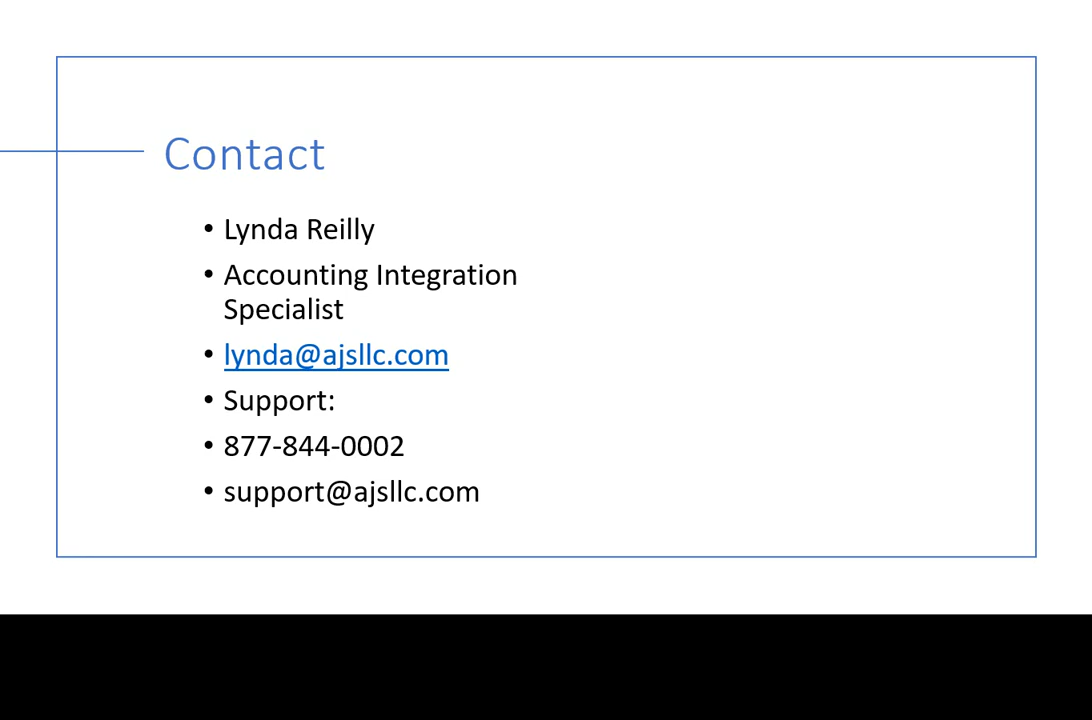 Contact
• Lynda Reilly
• Accounting Integration
Specialist
• lynda@ajsllc.com
• Support:
• 877-844-0002
• support@ajsllc.com